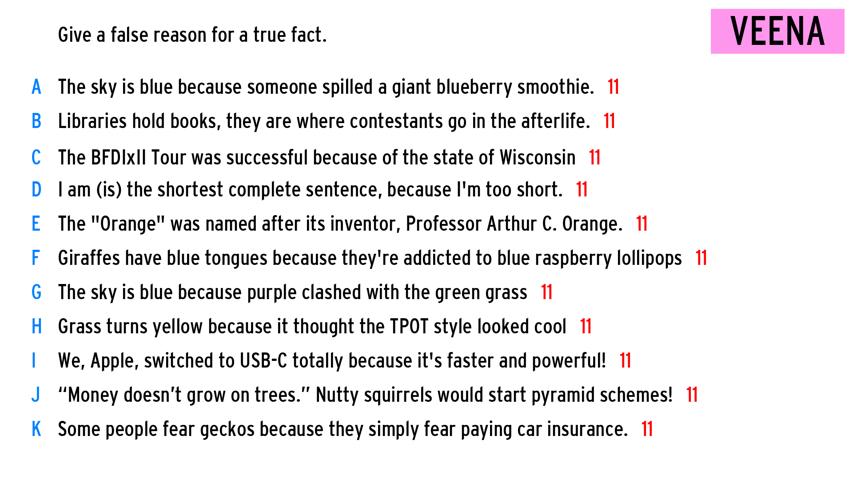 Give a false reason for a true fact.
VEENA
A The sky is blue because someone spilled a giant blueberry smoothie. 11
B Libraries hold books, they are where contestants go in the afterlife. 11
C The BFDIxII Tour was successful because of the state of Wisconsin 11
D I am (is) the shortest complete sentence, because I'm too short. 11
E The "Orange" was named after its inventor, Professor Arthur C. Orange. 11
F Giraffes have blue tongues because they're addicted to blue raspberry lollipops 11
G The sky is blue because purple clashed with the green grass 11
H Grass turns yellow because it thought the TPOT style looked cool 11
I We, Apple, switched to USB-C totally because it's faster and powerful! 11
J “Money doesn’t grow on trees.” Nutty squirrels would start pyramid schemes! 11
K Some people fear geckos because they simply fear paying car insurance. 11